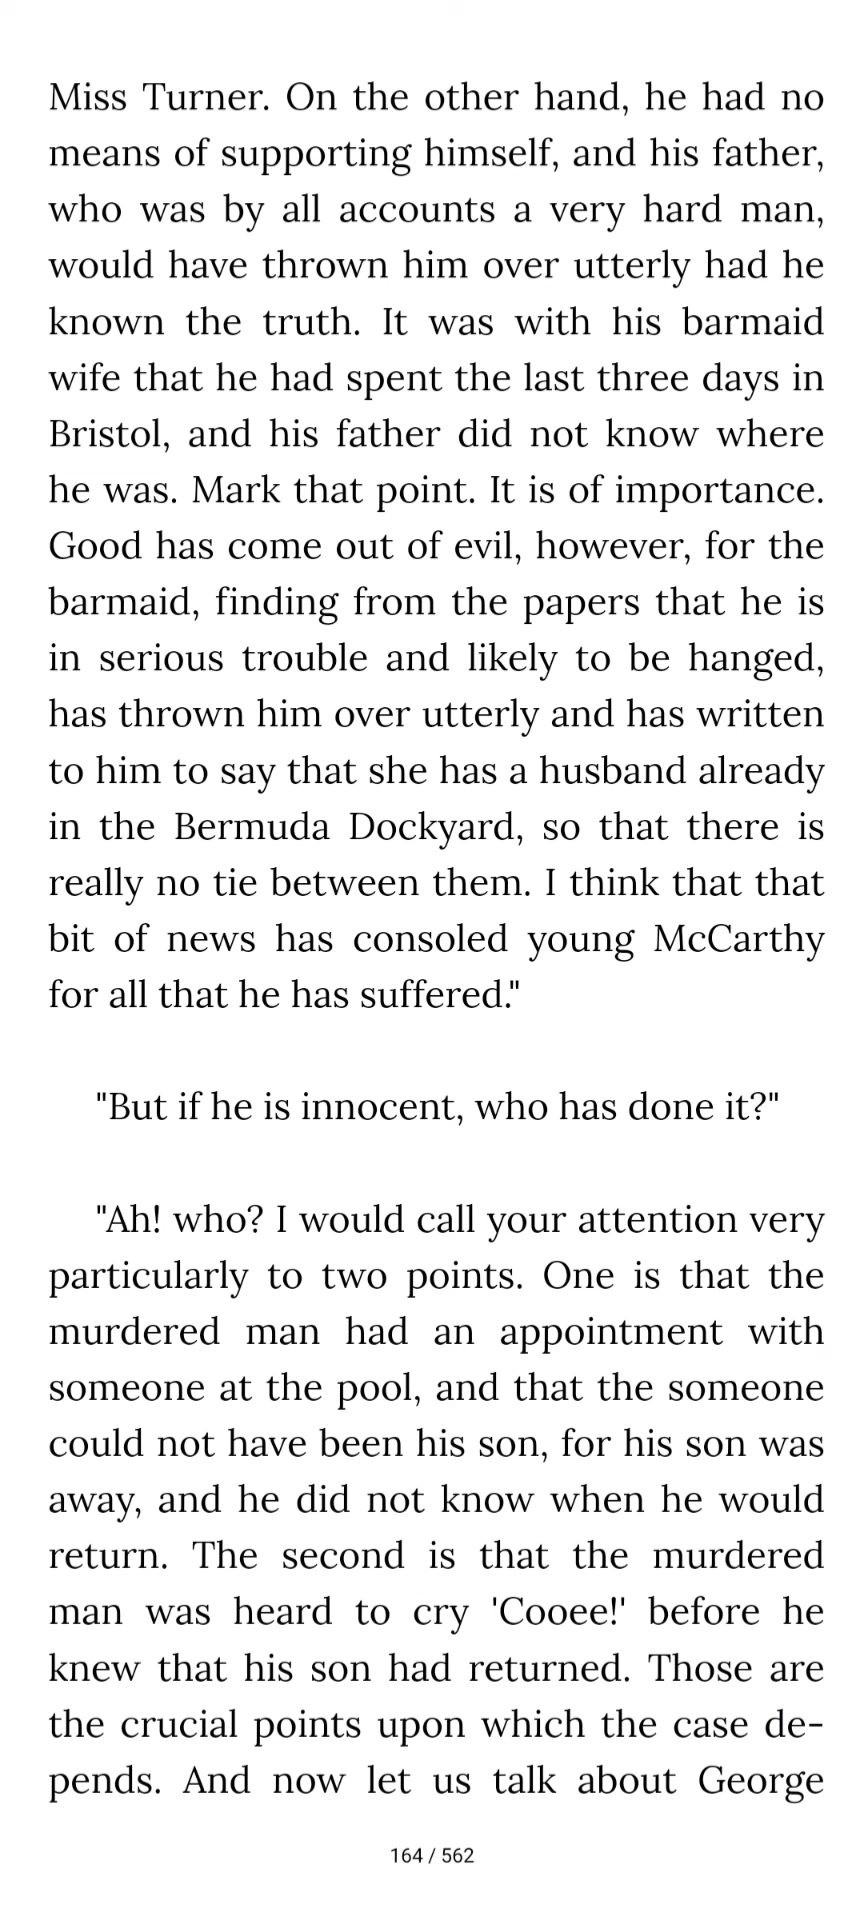 Miss Turner. On the other hand, he had no
means of supporting himself, and his father,
who was by all accounts a very hard man,
would have thrown him over utterly had he
known the truth. It was with his barmaid
wife that he had spent the last three days in
Bristol, and his father did not know where
he was. Mark that point. It is of importance.
Good has come out of evil, however, for the
barmaid, finding from the papers that he is
in serious trouble and likely to be hanged,
has thrown him over utterly and has written
to him to say that she has a husband already
in the Bermuda Dockyard, so that there is
really no tie between them. I think that that
bit of news has consoled young McCarthy
for all that he has suffered."
"But if he is innocent, who has done it?"
"Ah! who? I would call your attention very
particularly to two points. One is that the
murdered man had an appointment with
someone at the pool, and that the someone
could not have been his son, for his son was
away, and he did not know when he would
return. The second is that the murdered
man was heard to cry 'Cooee!' before he
knew that his son had returned. Those are
the crucial points upon which the case de-
pends. And now let us talk about George
164 / 562